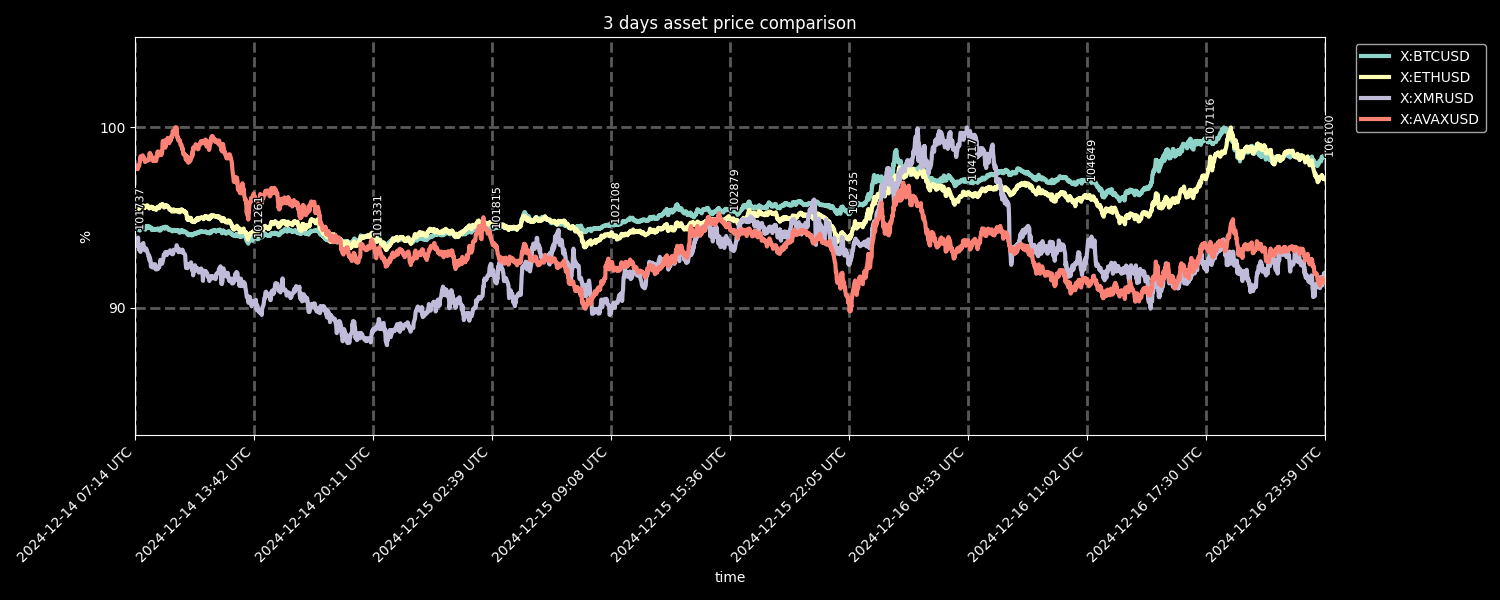 3 days asset price comparison
X:BTCUSD
X:ETHUSD
X:XMRUSD
X:AVAXUSD
100
90
%
101261
101331
101815
102108
102879
102735
104717
104649
107116
106100
2024-12-14 07:14 UTC
2024-12-14 13:42 UTC
2024-12-14 20:11 UTC
2024-12-15 02:39 UTC
2024-12-15 09:08 UTC
2024-12-15 15:36 UTC
2024-12-15 22:05 UTC
2024-12-16 04:33 UTC
2024-12-16 11:02 UTC
2024-12-16 17:30 UTC
2024-12-16 23:59 UTC
time